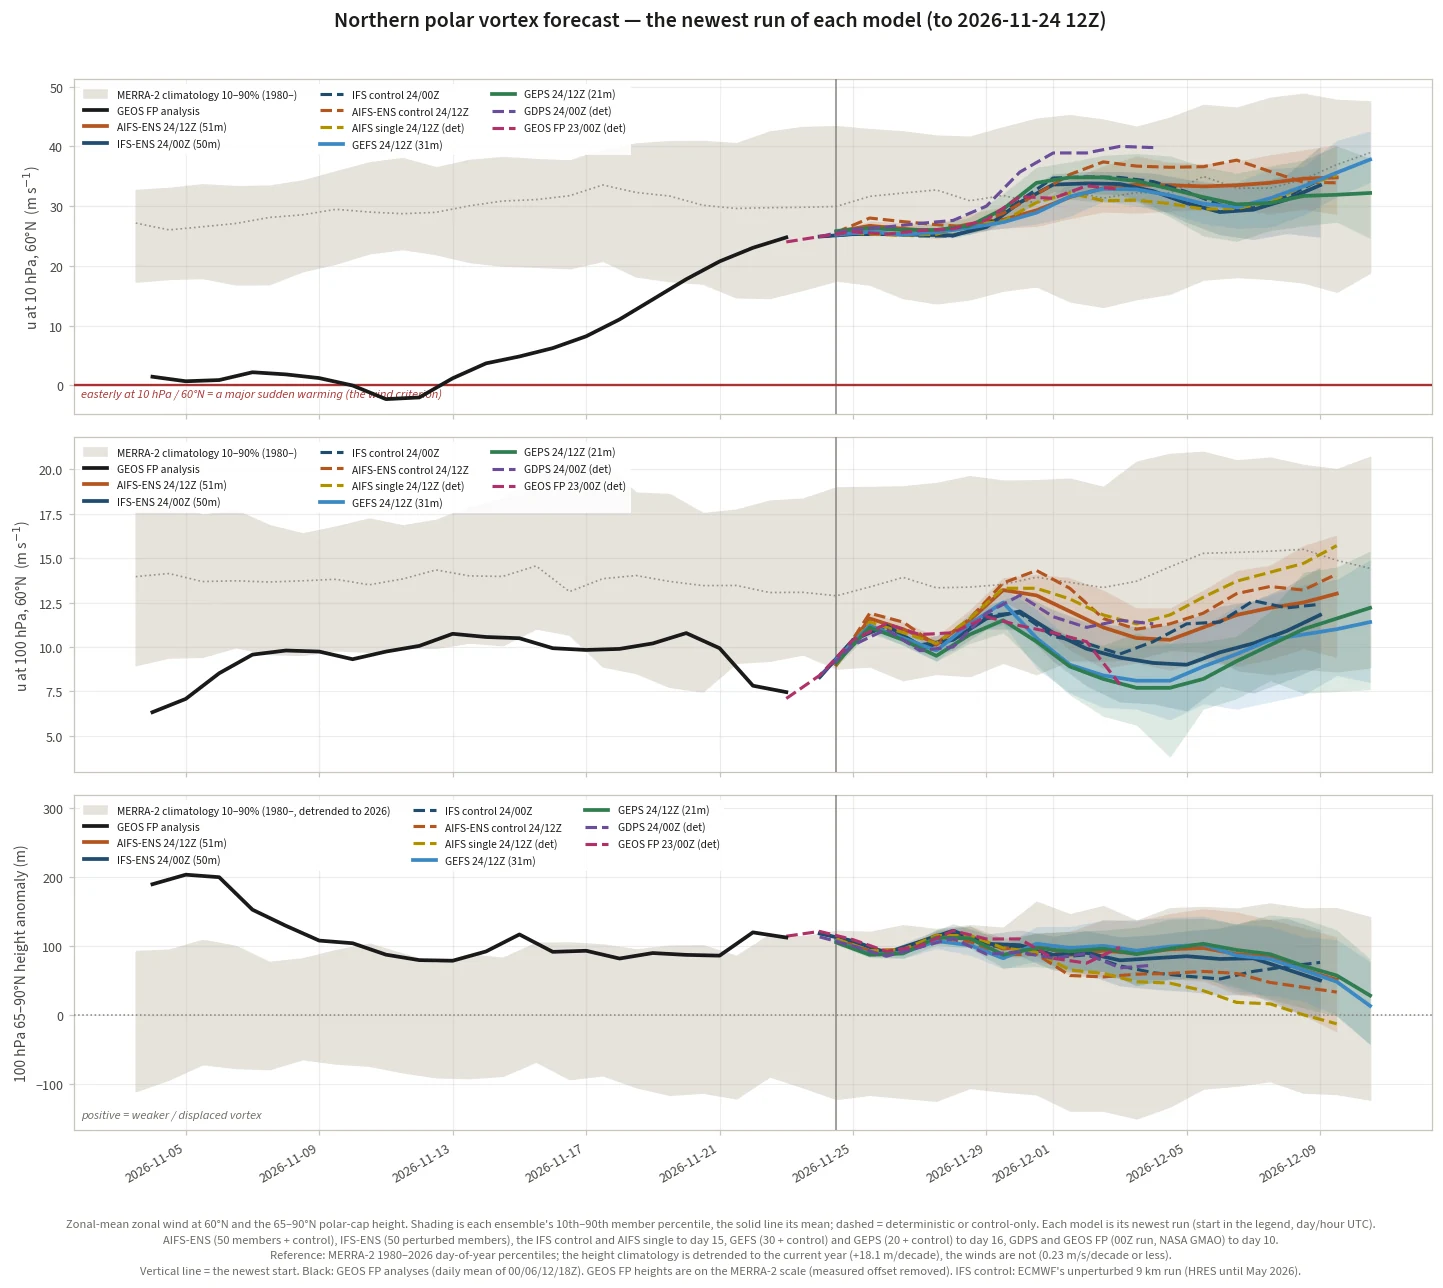 Northern polar vortex forecast — the newest run of each model (to 2026-11-24 12Z)
MERRA-2 climatology 10–90% (1980–)
GEOS FP analysis
AIFS-ENS 24/12Z (51m)
IFS-ENS 24/00Z (50m)
IFS control 24/00Z
AIFS-ENS control 24/12Z
AIFS single 24/12Z (det)
GEFS 24/12Z (31m)
GEPS 24/12Z (21m)
GDPS 24/00Z (det)
GEOS FP 23/00Z (det)
u at 10 hPa, 60°N (m s⁻¹)
50
40
30
20
10
0
easterly at 10 hPa / 60°N = a major sudden warming (the wind criterion)
MERRA-2 climatology 10–90% (1980–)
GEOS FP analysis
AIFS-ENS 24/12Z (51m)
IFS-ENS 24/00Z (50m)
IFS control 24/00Z
AIFS-ENS control 24/12Z
AIFS single 24/12Z (det)
GEFS 24/12Z (31m)
GEPS 24/12Z (21m)
GDPS 24/00Z (det)
GEOS FP 23/00Z (det)
u at 100 hPa, 60°N (m s⁻¹)
20.0
17.5
15.0
12.5
10.0
7.5
5.0
MERRA-2 climatology 10–90% (1980–, detrended to 2026)
GEOS FP analysis
AIFS-ENS 24/12Z (51m)
IFS-ENS 24/00Z (50m)
IFS control 24/00Z
AIFS-ENS control 24/12Z
AIFS single 24/12Z (det)
GEFS 24/12Z (31m)
GEPS 24/12Z (21m)
GDPS 24/00Z (det)
GEOS FP 23/00Z (det)
100 hPa 65–90°N height anomaly (m)
300
200
100
0
−100
positive = weaker / displaced vortex
2026-11-05
2026-11-09
2026-11-13
2026-11-17
2026-11-21
2026-11-25
2026-11-29
2026-12-01
2026-12-05
2026-12-09
Zonal-mean zonal wind at 60°N and the 65–90°N polar-cap height. Shading is each ensemble's 10th–90th member percentile, the solid line its mean; dashed = deterministic or control-only. Each model is its newest run (start in the legend, day/hour UTC).
AIFS-ENS (50 members + control), IFS-ENS (50 perturbed members), the IFS control and AIFS single to day 15, GEFS (30 + control) and GEPS (20 + control) to day 16, GDPS and GEOS FP (00Z run, NASA GMAO) to day 10.
Reference: MERRA-2 1980–2026 day-of-year percentiles; the height climatology is detrended to the current year (+18.1 m/decade), the winds are not (0.23 m/s/decade or less).
Vertical line = the newest start. Black: GEOS FP analyses (daily mean of 00/06/12/18Z). GEOS FP heights are on the MERRA-2 scale (measured offset removed). IFS control: ECMWF's unperturbed 9 km run (HRES until May 2026).